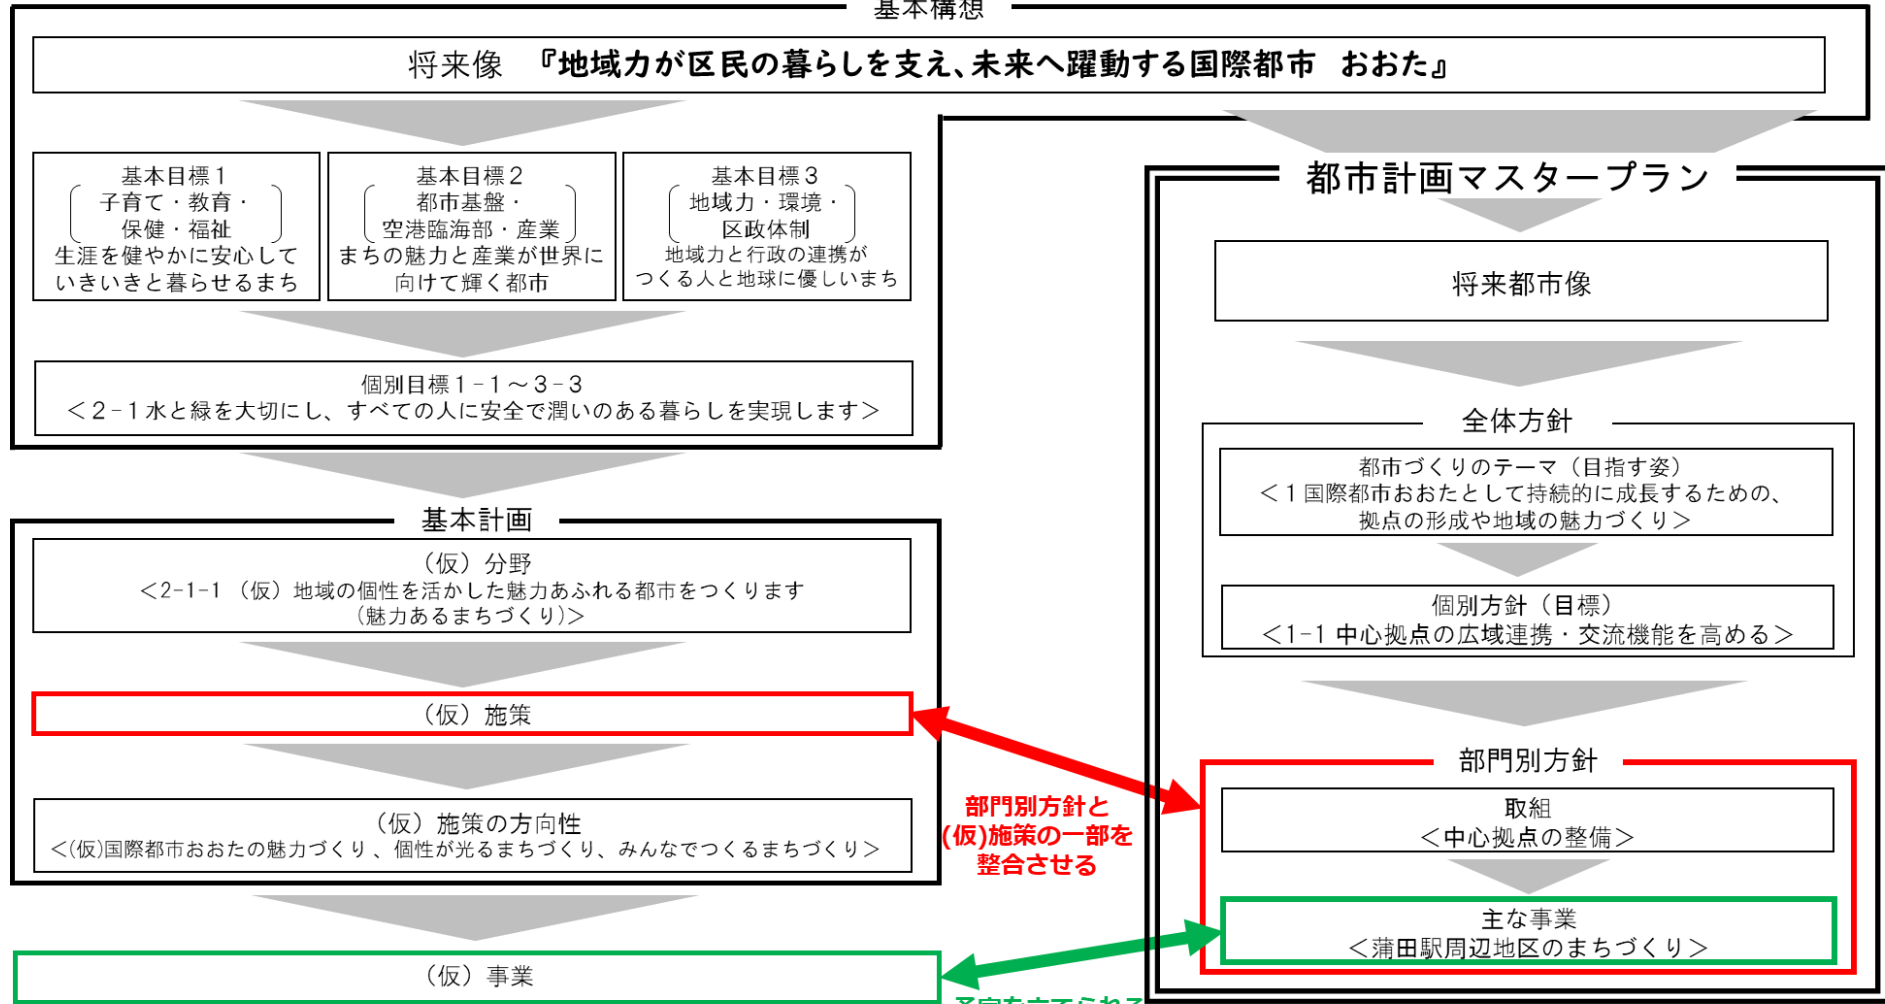 基本構想
将来像 『地域力が区民の暮らしを支え、未来へ躍動する国際都市 おおた』
基本目標１
子育て・教育・
保健・福祉
生涯を健やかに安心して
いきいきと暮らせるまち
基本目標２
都市基盤・
空港臨海部・産業
まちの魅力と産業が世界に
向けて輝く都市
基本目標３
地域力・環境・
区政体制
地域力と行政の連携が
つくる人と地球に優しいまち
個別目標１-１～３-３
＜２-１水と緑を大切にし、すべての人に安全で潤いのある暮らしを実現します＞
基本計画
（仮）分野
＜2-1-1 （仮）地域の個性を活かした魅力あふれる都市をつくります
（魅力あるまちづくり)＞
（仮）施策
（仮）施策の方向性
＜(仮)国際都市おおたの魅力づくり、個性が光るまちづくり、みんなでつくるまちづくり＞
（仮）事業
部門別方針と
(仮)施策の一部を
整合させる
都市計画マスタープラン
将来都市像
全体方針
都市づくりのテーマ（目指す姿）
＜１国際都市おおたとして持続的に成長するための、
拠点の形成や地域の魅力づくり＞
個別方針（目標）
＜1-1 中心拠点の広域連携・交流機能を高める＞
部門別方針
取組
＜中心拠点の整備＞
主な事業
＜蒲田駅周辺地区のまちづくり＞